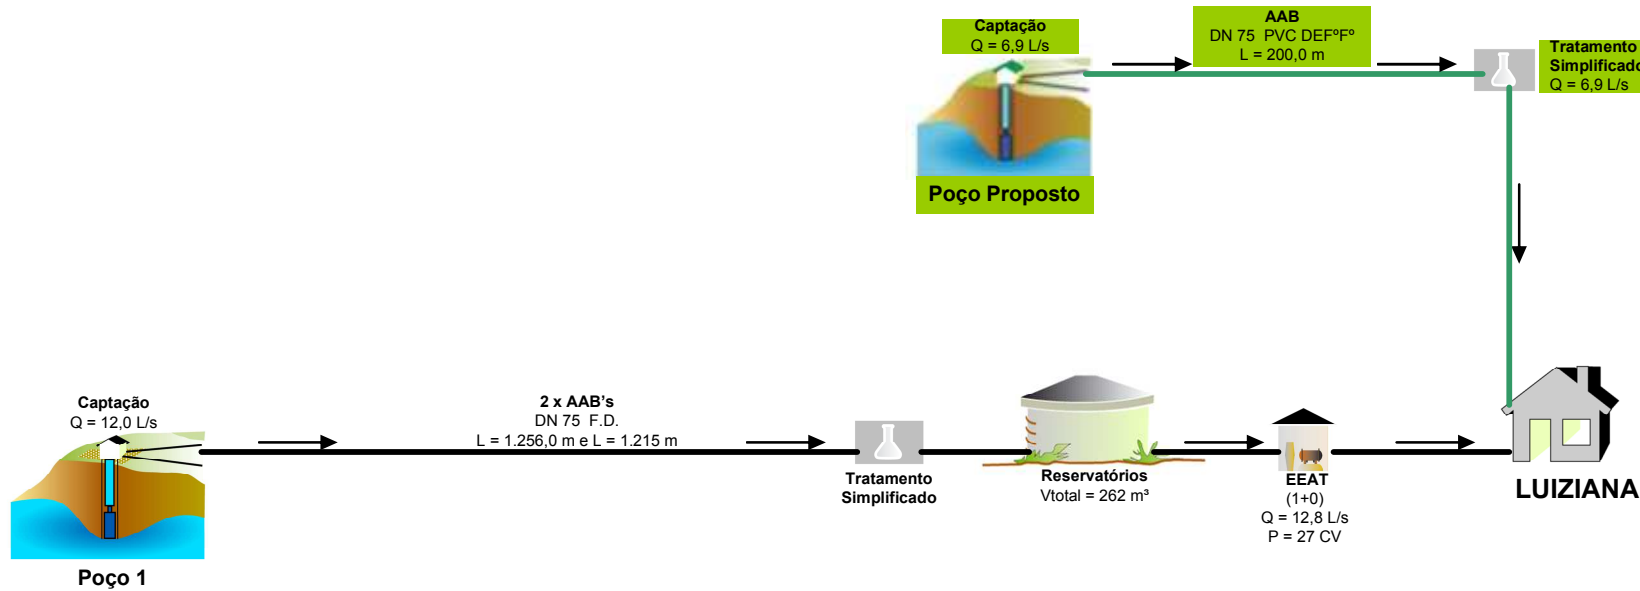 Captação
Q = 6,9 L/s
AAB
DN 75 PVC DEFºFº
L = 200,0 m
Tratamento
Simplificado
Q = 6,9 L/s
Poço Proposto
Captação
Q = 12,0 L/s
2 x AAB's
DN 75 F.D.
L = 1.256,0 m e L = 1.215 m
Tratamento
Simplificado
Reservatórios
Vtotal = 262 m³
EEAT
(1+0)
Q = 12,8 L/s
P = 27 CV
LUIZIANA
Poço 1